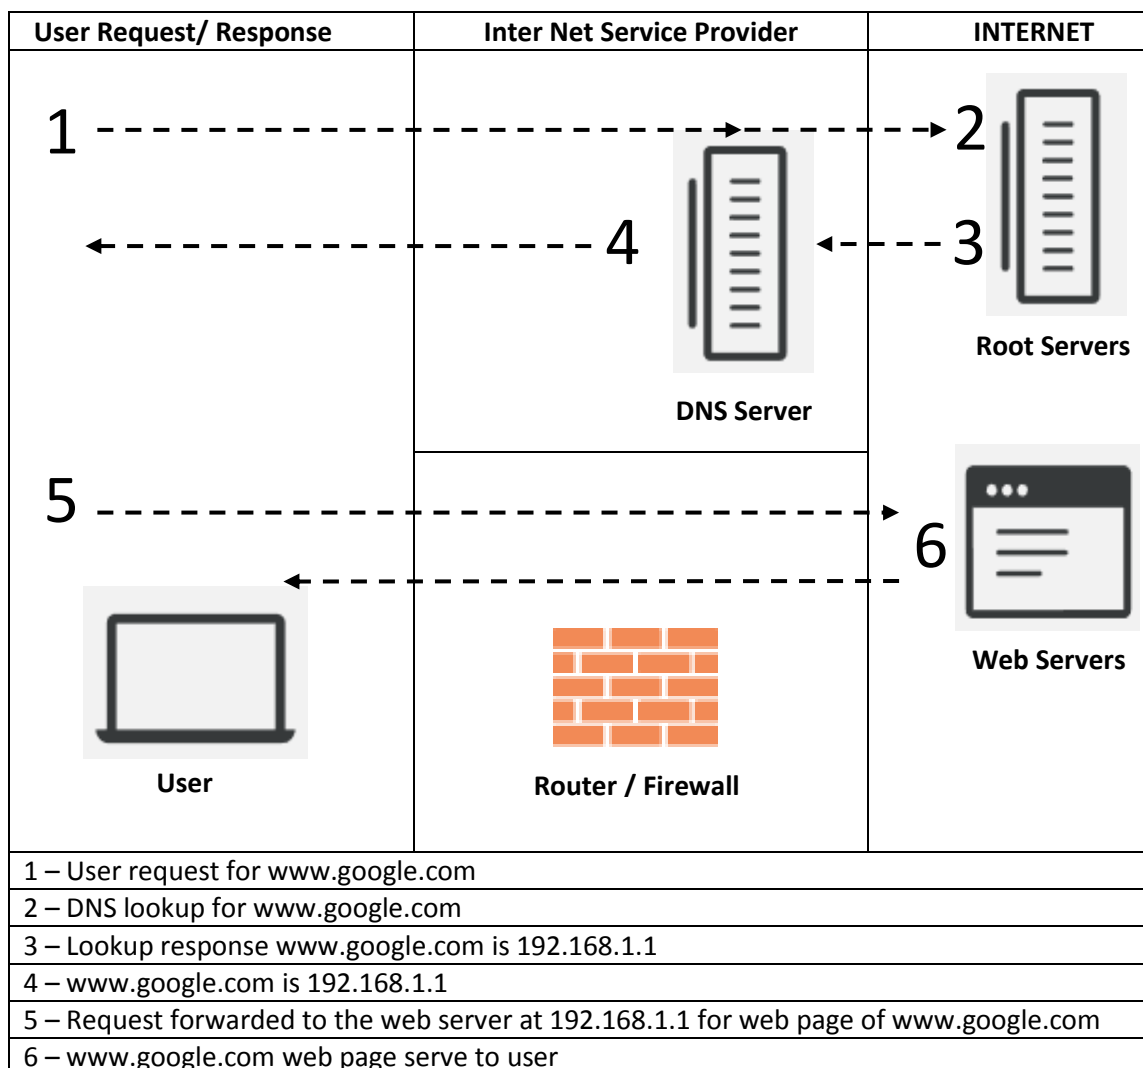 User Request/ Response
Inter Net Service Provider
INTERNET
1
2
4
3
Root Servers
DNS Server
5
6
Web Servers
User
Router / Firewall
1 – User request for www.google.com
2 – DNS lookup for www.google.com
3 – Lookup response www.google.com is 192.168.1.1
4 – www.google.com is 192.168.1.1
5 – Request forwarded to the web server at 192.168.1.1 for web page of www.google.com
6 – www.google.com web page serve to user